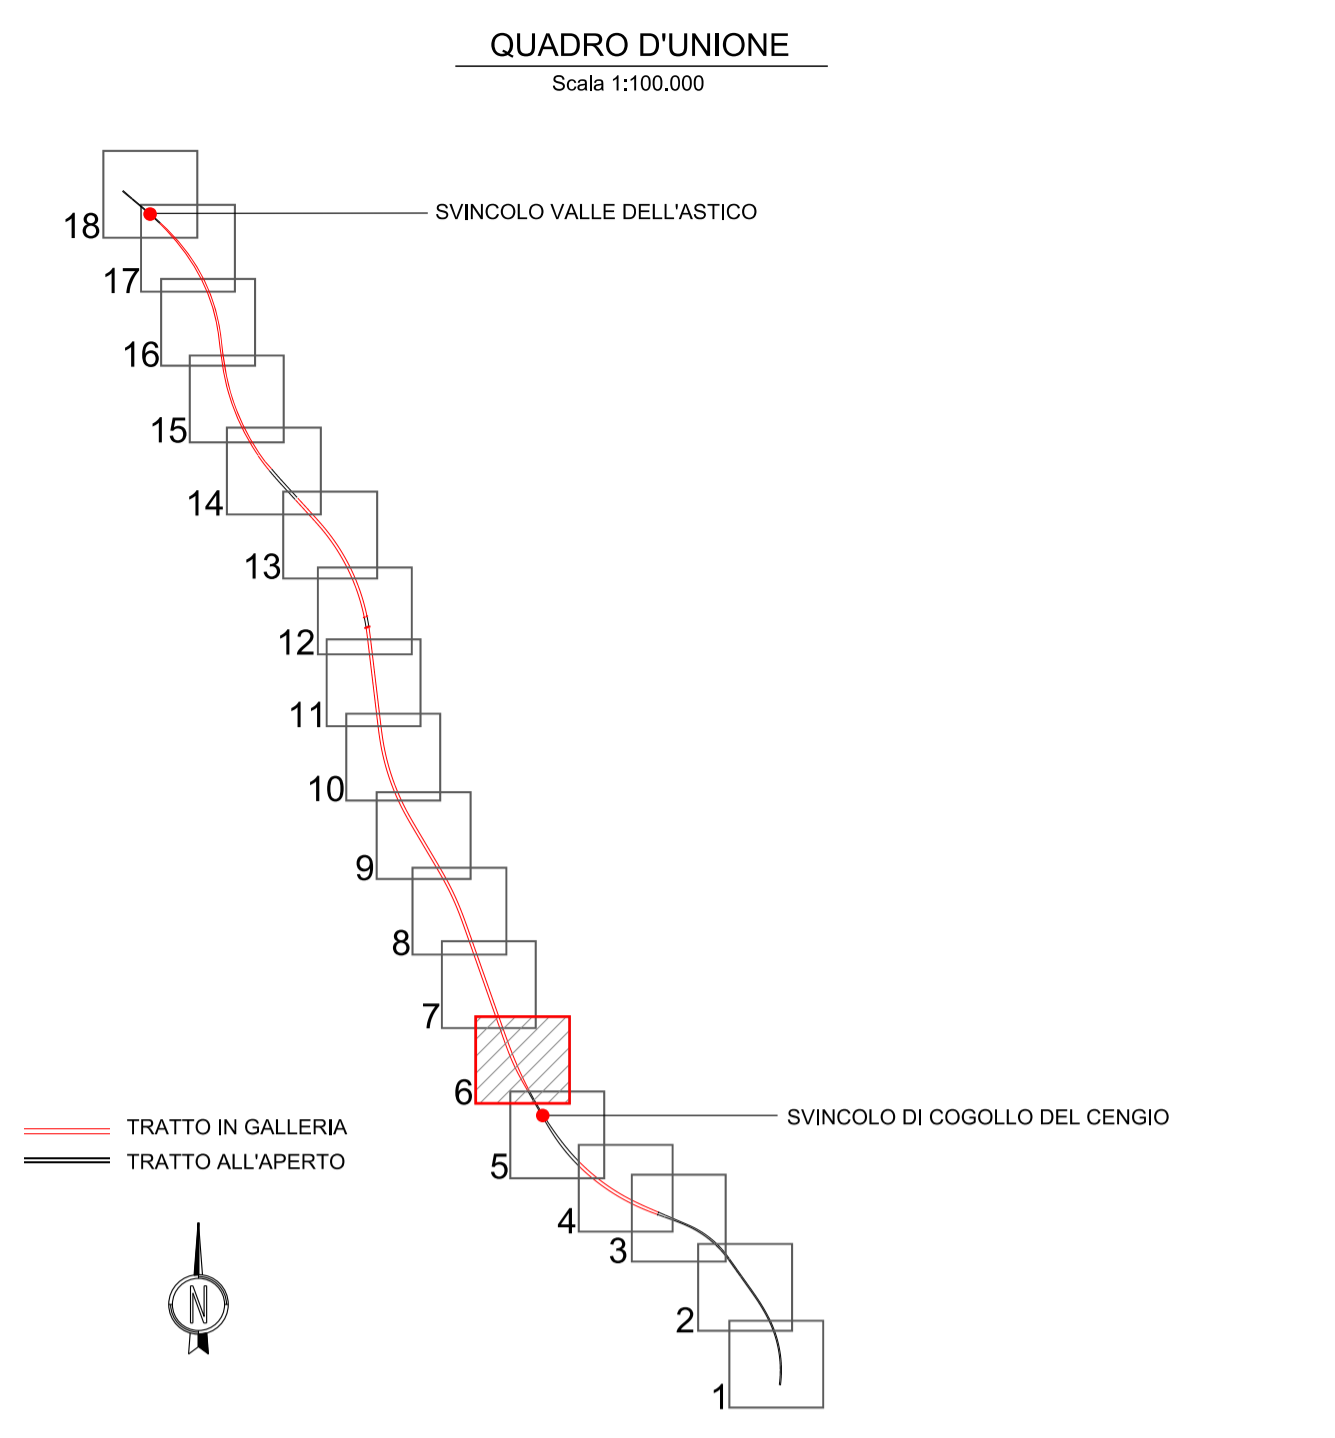 QUADRO D'UNIONE
Scala 1:100.000
18
SVINCOLO VALLE DELL'ASTICO
17
16
15
14
13
12
11
10
9
8
7
6
SVINCOLO DI COGOLLO DEL CENGIO
TRATTO IN GALLERIA
TRATTO ALL'APERTO
5
4
3
N
2
1